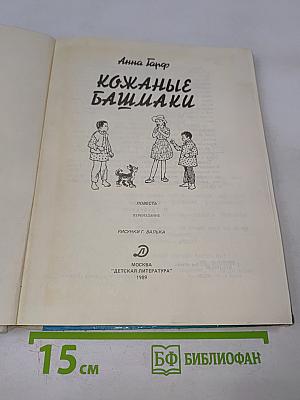 Анна Гарф
КОЖАНЫЕ
БАШМАКИ
ПОВЕСТЬ
ПЕРЕИЗДАНИЕ
РИСУНКИ Г. ВАЛЬКА
Д
МОСКВА
"ДЕТСКАЯ ЛИТЕРАТУРА"
1989
15 см
БФ БИБЛИОФАН